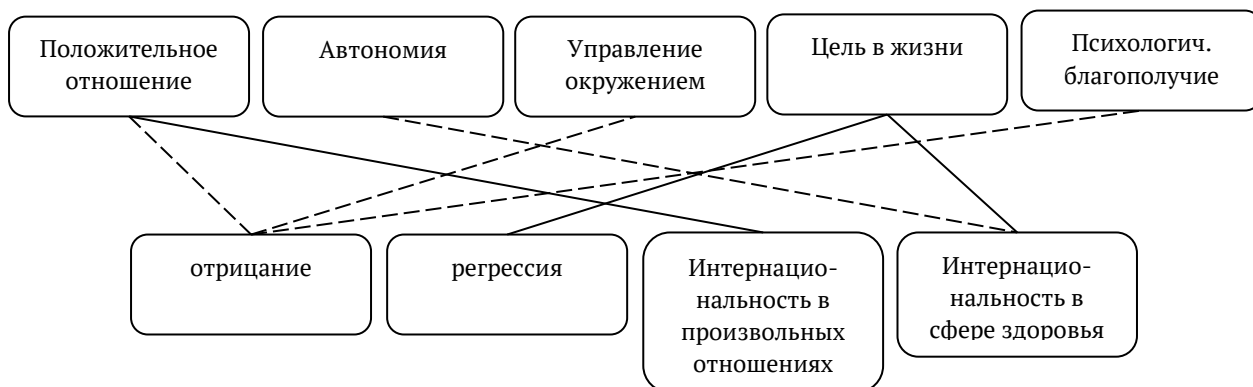 Положительное
отношение
Автономия
Управление
окружением
Цель в жизни
Психологич.
благополучие
отрицание
регрессия
Интернацио-
нальность в
произвольных
отношениях
Интернацио-
нальность в
сфере здоровья